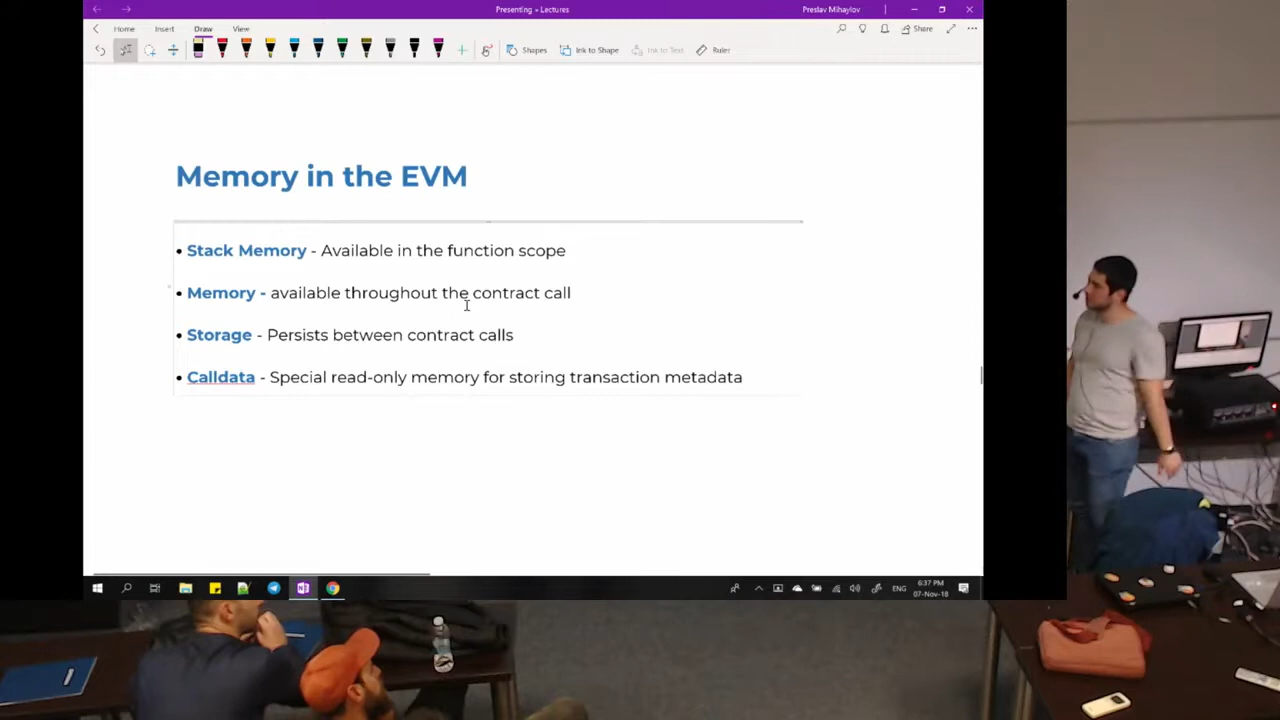 Presenting » Lectures
Preslav Mihaylov
Home Insert Draw View
Share
Shapes Ink to Shape Ink to Text Ruler
Memory in the EVM
• Stack Memory - Available in the function scope
• Memory - available throughout the contract call
• Storage - Persists between contract calls
• Calldata - Special read-only memory for storing transaction metadata
ENG
6:37 PM
07-Nov-18